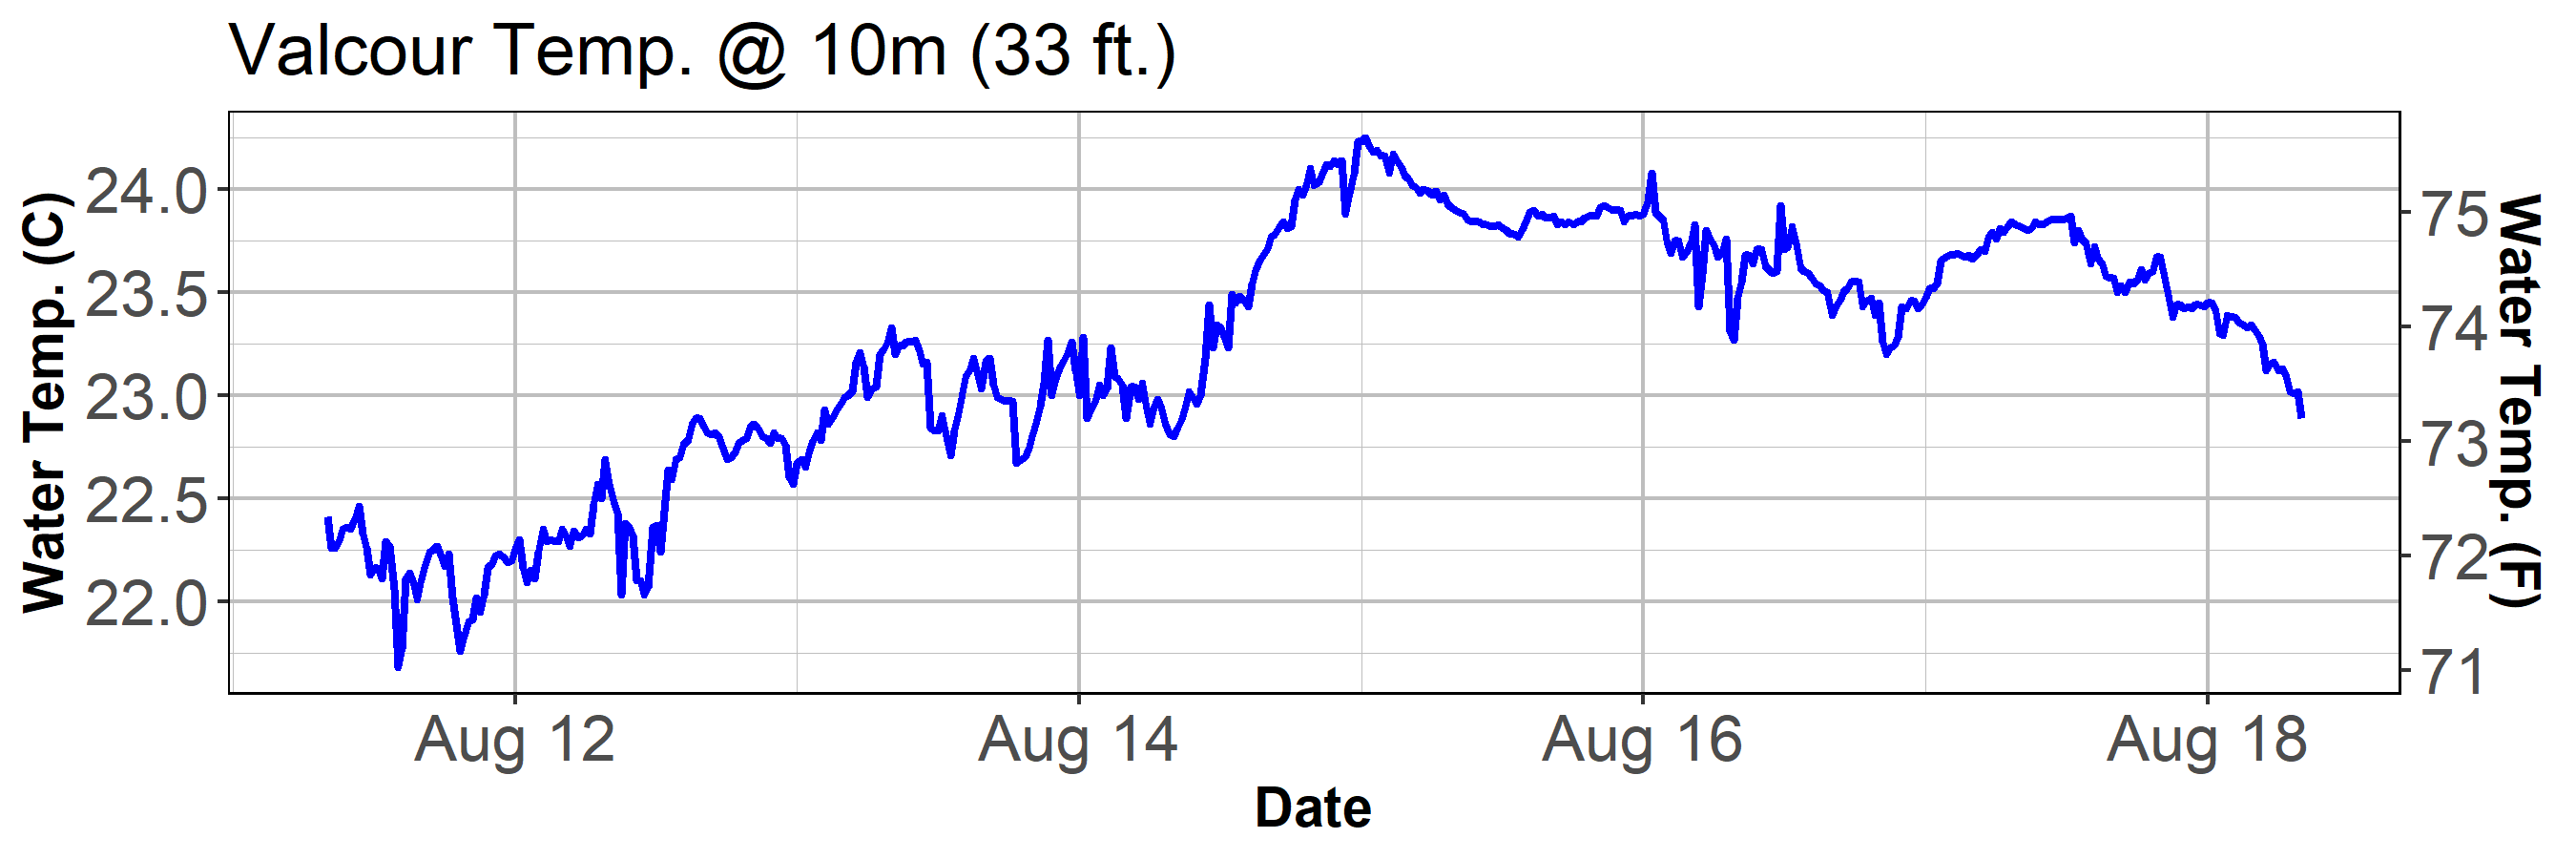 Valcour Temp. @ 10m (33 ft.)
Water Temp. (C)
24.0
23.5
23.0
22.5
22.0
75
74
73
72
71
Water Temp. (F)
Aug 12
Aug 14
Aug 16
Aug 18
Date